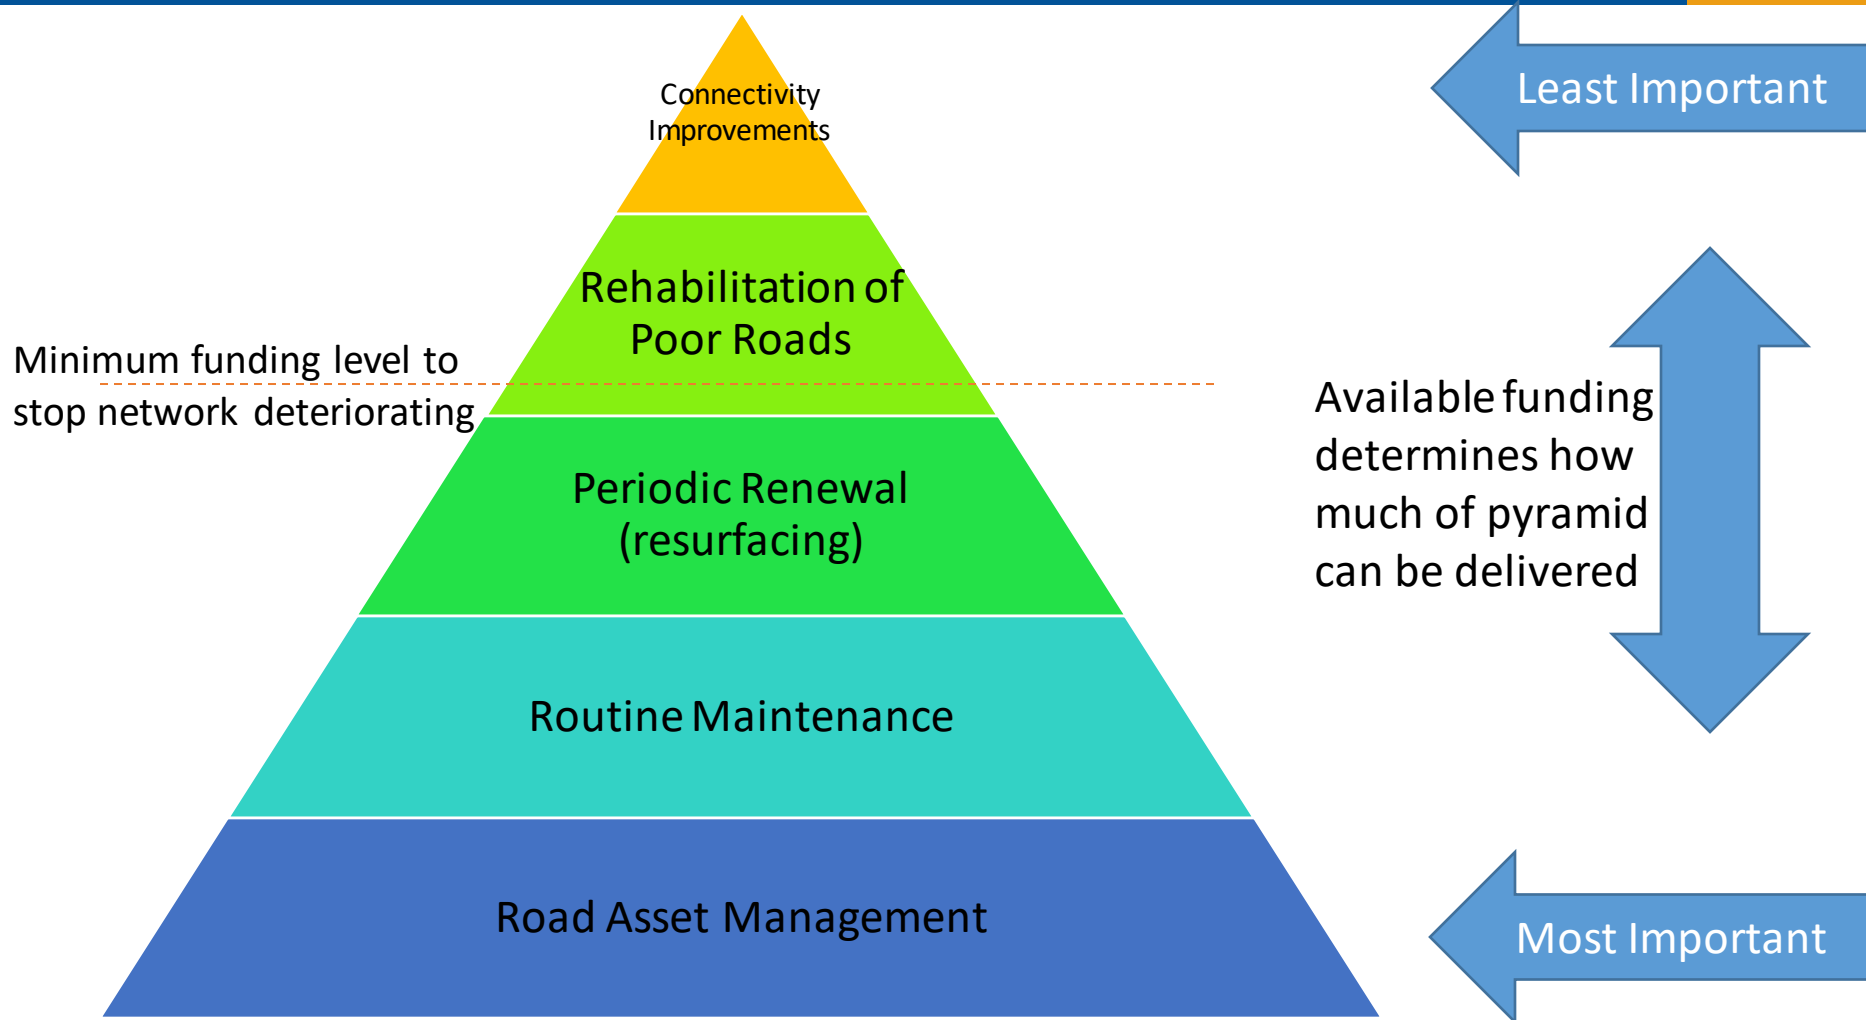 Connectivity
Improvements
Least Important
Rehabilitation of
Poor Roads
Minimum funding level to
stop network deteriorating
Available funding
determines how
much of pyramid
can be delivered
Periodic Renewal
(resurfacing)
Routine Maintenance
Road Asset Management
Most Important